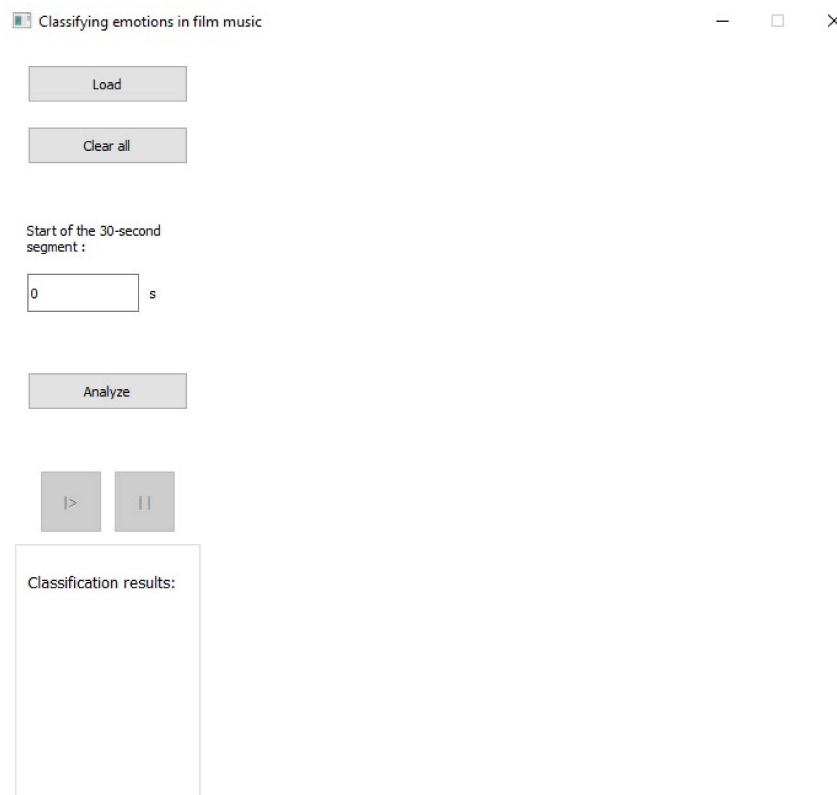 Classifying emotions in film music
Load
Clear all
Start of the 30-second
segment :
0 s
Analyze
|> ||
Classification results: